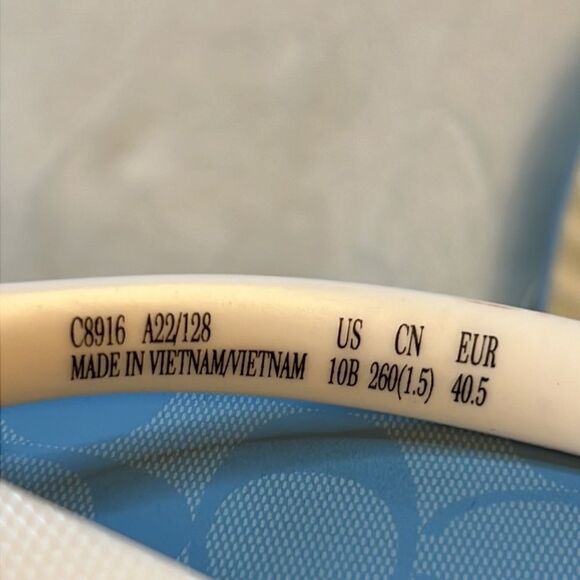 C8916 A22/128 US CN EUR
MADE IN VIETNAM/VIETNAM 10B 260(1.5) 40.5